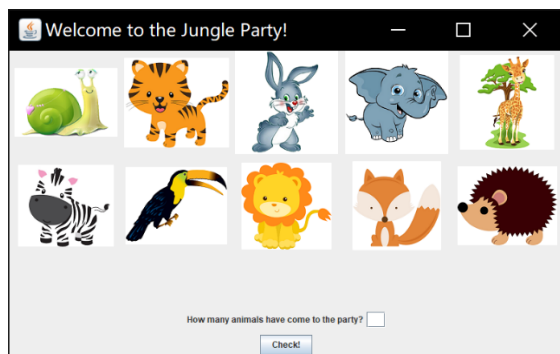 Welcome to the Jungle Party!
How many animals have come to the party?
Check!